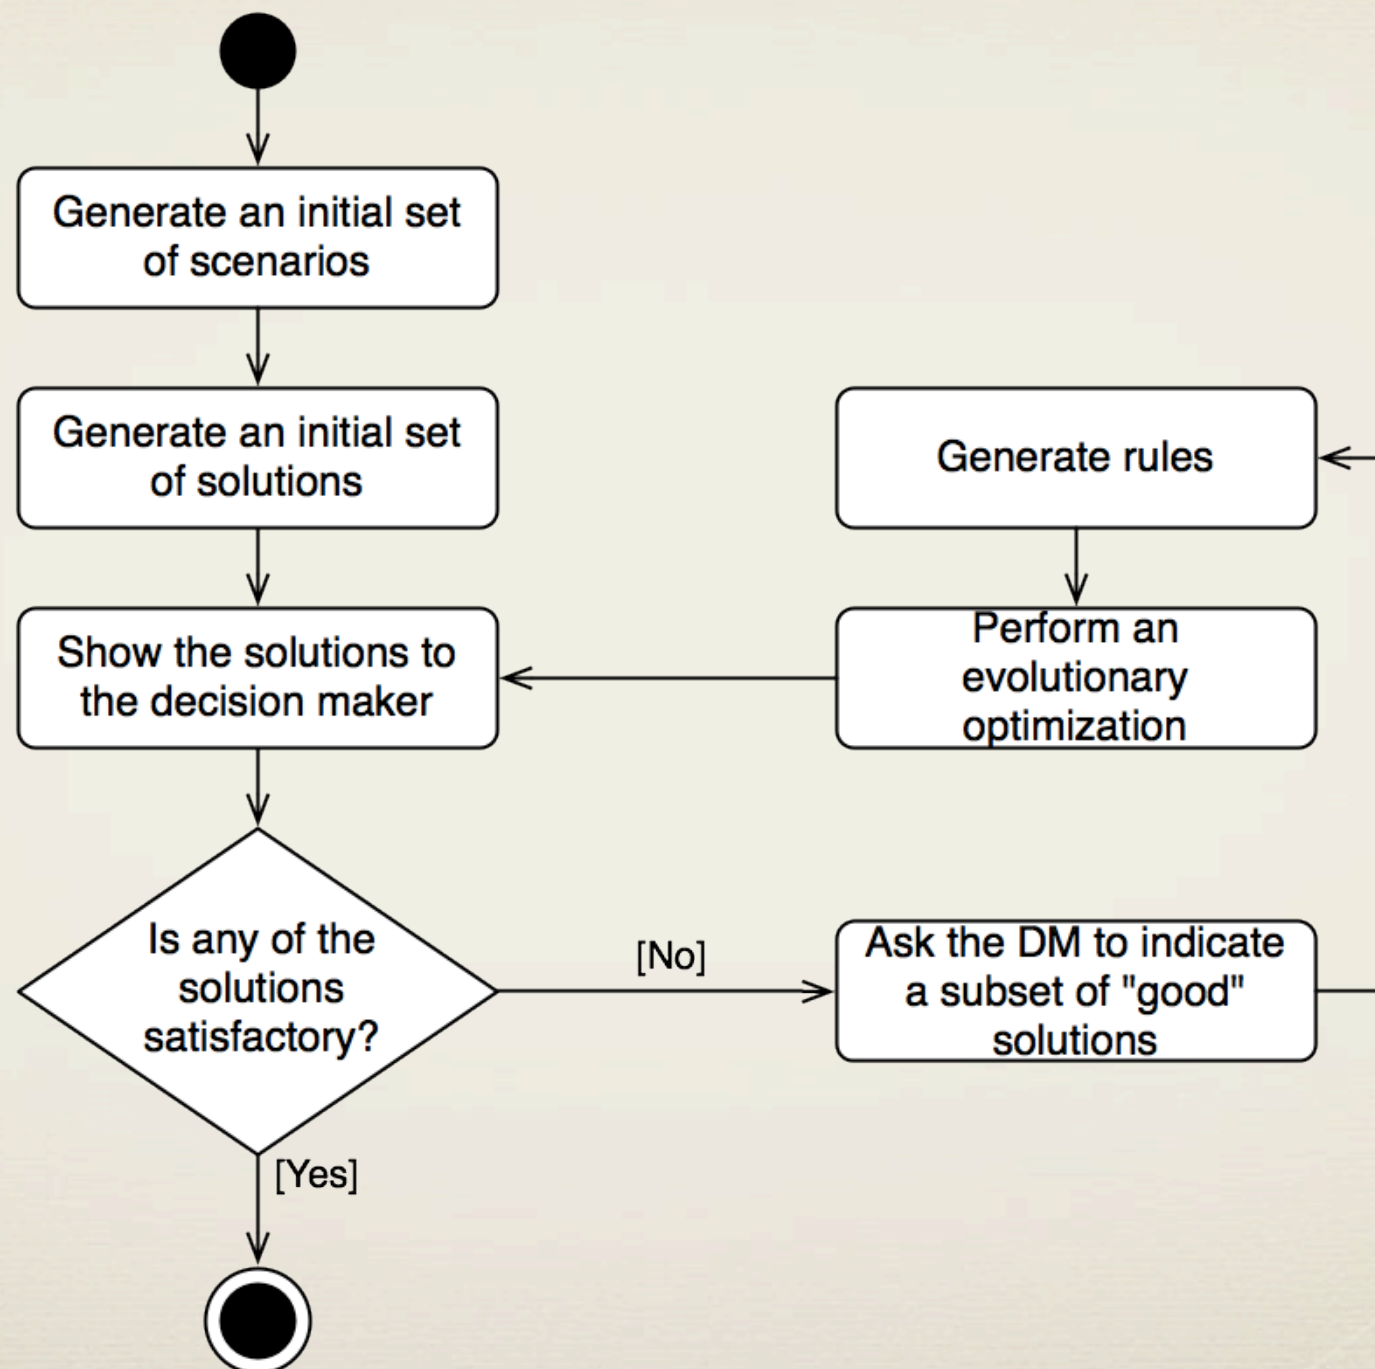 Generate an initial set
of scenarios
Generate an initial set
of solutions
Generate rules
Show the solutions to
the decision maker
Perform an
evolutionary
optimization
Is any of the
solutions
satisfactory?
[No]
Ask the DM to indicate
a subset of "good"
solutions
[Yes]